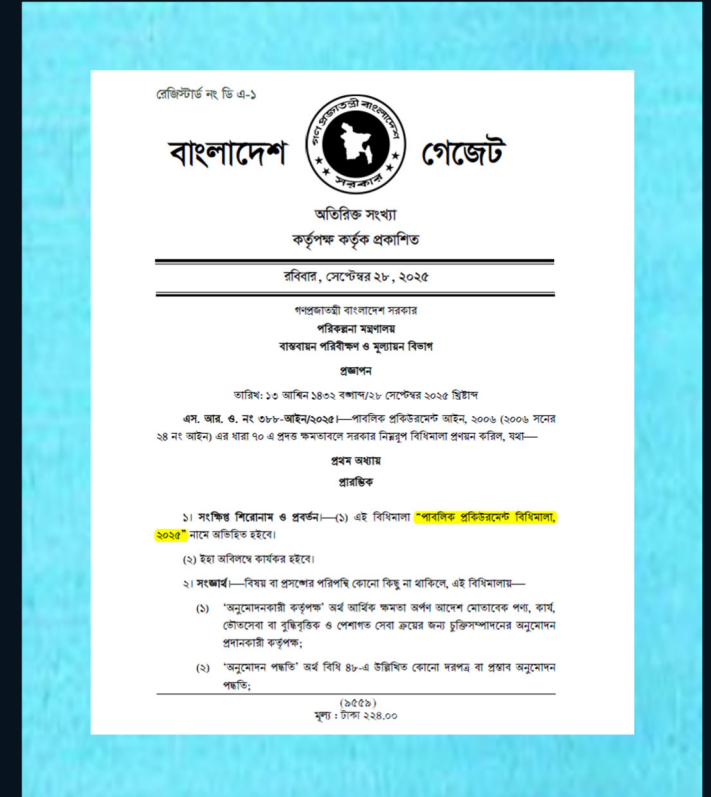 রেজিস্টার্ড নং ডি এ-১
বাংলাদেশ গেজেট
গণপ্রজাতন্ত্রী বাংলাদেশ
সরকার
অতিরিক্ত সংখ্যা
কর্তৃপক্ষ কর্তৃক প্রকাশিত
রবিবার, সেপ্টেম্বর ২৮, ২০২৫
গণপ্রজাতন্ত্রী বাংলাদেশ সরকার
পরিকল্পনা মন্ত্রণালয়
বাস্তবায়ন পরিবীক্ষণ ও মূল্যায়ন বিভাগ
প্রজ্ঞাপন
তারিখ: ১৩ আশ্বিন ১৪৩২ বঙ্গাব্দ/২৮ সেপ্টেম্বর ২০২৫ খ্রিষ্টাব্দ
এস. আর. ও. নং ৩৮৮-আইন/২০২৫।—পাবলিক প্রকিউরমেন্ট আইন, ২০০৬ (২০০৬ সনের
২৪ নং আইন) এর ধারা ৭০ এ প্রদত্ত ক্ষমতাবলে সরকার নিম্নরূপ বিধিমালা প্রণয়ন করিল, যথা—
প্রথম অধ্যায়
প্রারম্ভিক
১। সংক্ষিপ্ত শিরোনাম ও প্রবর্তন।—(১) এই বিধিমালা “পাবলিক প্রকিউরমেন্ট বিধিমালা,
২০২৫” নামে অভিহিত হইবে।
(২) ইহা অবিলম্বে কার্যকর হইবে।
২। সংজ্ঞার্থ।—বিষয় বা প্রসঙ্গের পরিপন্থি কোনো কিছু না থাকিলে, এই বিধিমালায়—
(১) ‘অনুমোদনকারী কর্তৃপক্ষ’ অর্থ আর্থিক ক্ষমতা অর্পণ আদেশ মোতাবেক পণ্য, কার্য,
ভৌতসেবা বা বুদ্ধিবৃত্তিক ও পেশাগত সেবা ক্রয়ের জন্য চুক্তিসম্পাদনের অনুমোদন
প্রদানকারী কর্তৃপক্ষ;
(২) ‘অনুমোদন পদ্ধতি’ অর্থ বিধি ৪৮-এ উল্লিখিত কোনো দরপত্র বা প্রস্তাব অনুমোদন
পদ্ধতি;
(৯৫৫৯)
মূল্য : টাকা ২২৪.০০